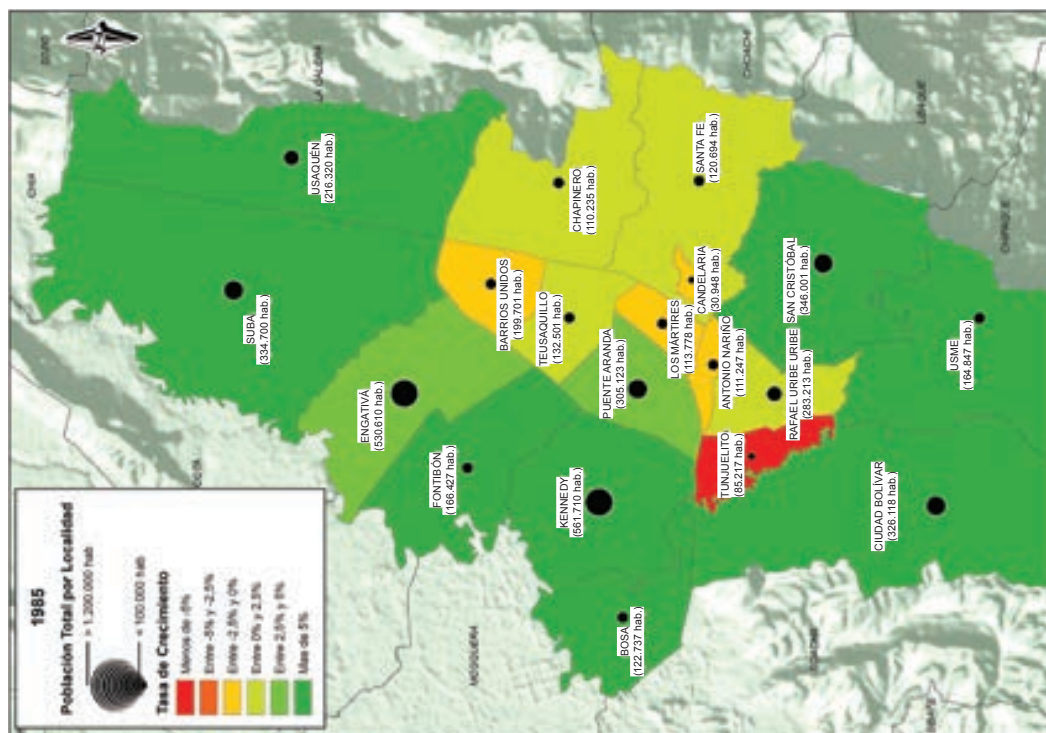 1985
Población Total por Localidad
> 1.200.000 hab
< 100.000 hab
Tasa de Crecimiento
Menos de -5%
Entre -5% y -2,5%
Entre -2,5% y 0%
Entre 0% y 2,5%
Entre 2,5% y 5%
Mas de 5%
SUBA
(334.700 hab.)
USAQUÉN
(216.320 hab.)
ENGATIVÁ
(530.610 hab.)
BARRIOS UNIDOS
(199.701 hab.)
CHAPINERO
(110.235 hab.)
FONTIBÓN
(166.427 hab.)
TEUSAQUILLO
(132.501 hab.)
KENNEDY
(561.710 hab.)
PUENTE ARANDA
(305.123 hab.)
LOS MÁRTIRES
(113.778 hab.)
CANDELARIA
(30.948 hab.)
SANTA FE
(120.694 hab.)
BOSA
(122.737 hab.)
ANTONIO NARIÑO
(111.247 hab.)
TUNJUELITO
(85.217 hab.)
RAFAEL URIBE URIBE
(283.213 hab.)
SAN CRISTÓBAL
(346.001 hab.)
CIUDAD BOLÍVAR
(326.118 hab.)
USME
(164.847 hab.)
MOSQUERA
LA CALERA
CHOACHÍ
UBAQUE
CHIPAQUE
SOACHA